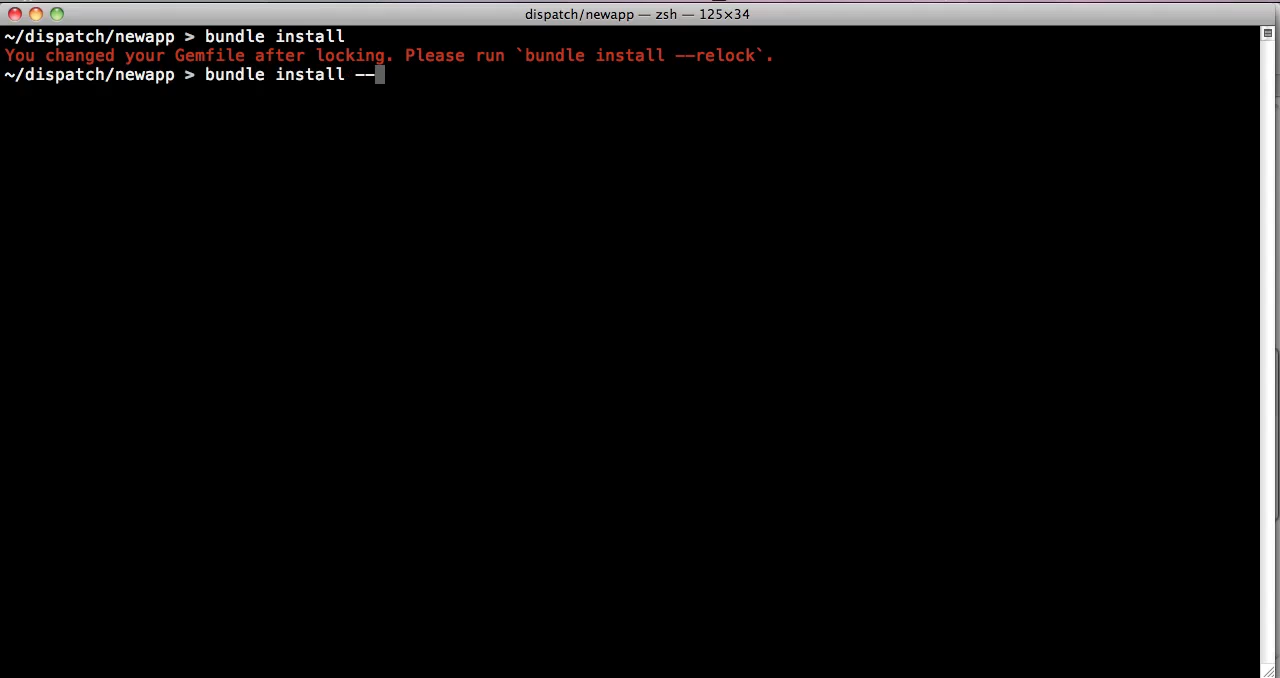 dispatch/newapp — zsh — 125×34
~/dispatch/newapp > bundle install
You changed your Gemfile after locking. Please run `bundle install --relock`.
~/dispatch/newapp > bundle install --